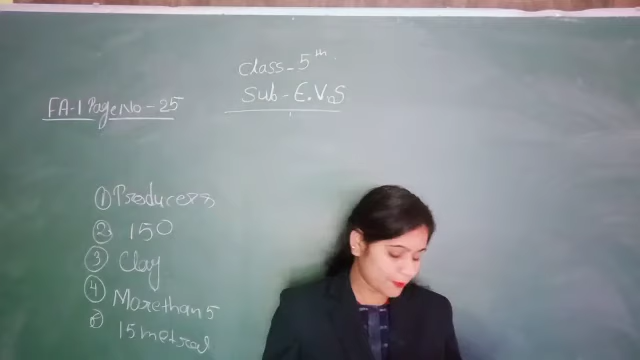 Class - 5th
Sub - E.V.S
FA-1 Page No - 25
① Producers
② 150
③ Clay
④ More than 5
⑤ 15 metres